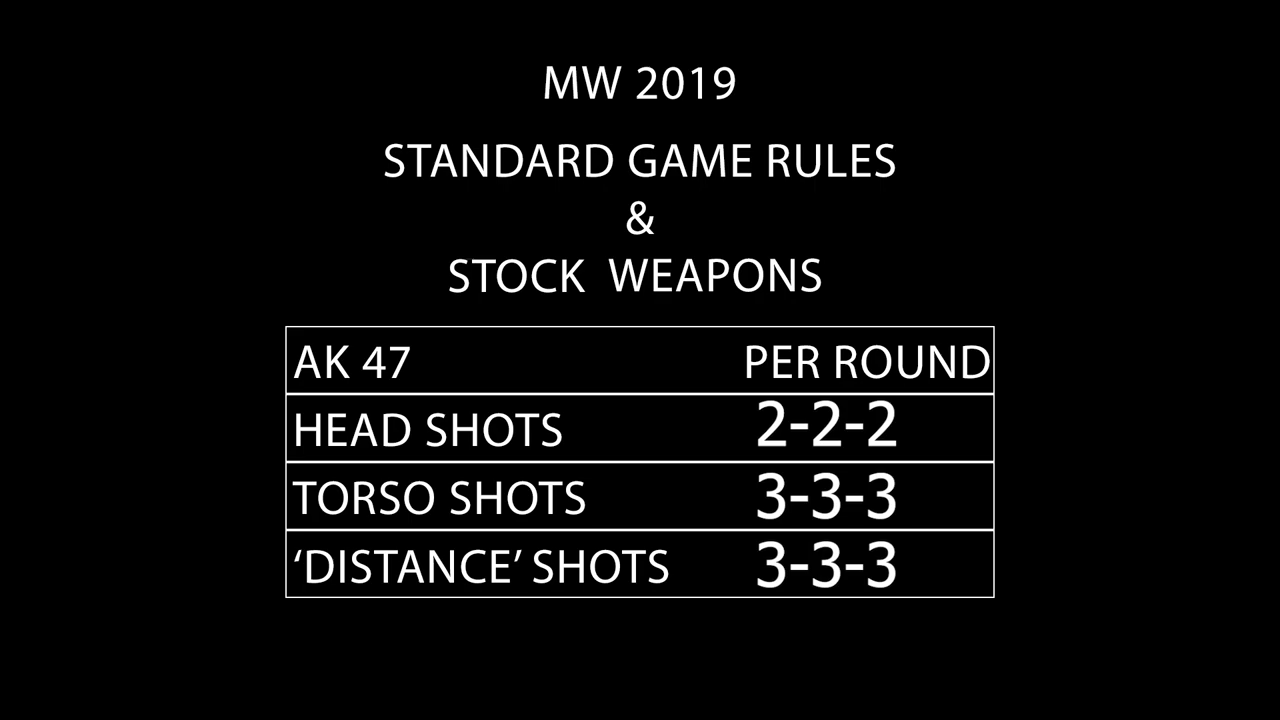 MW 2019
STANDARD GAME RULES
&
STOCK WEAPONS
AK 47 PER ROUND
HEAD SHOTS 2-2-2
TORSO SHOTS 3-3-3
‘DISTANCE’ SHOTS 3-3-3